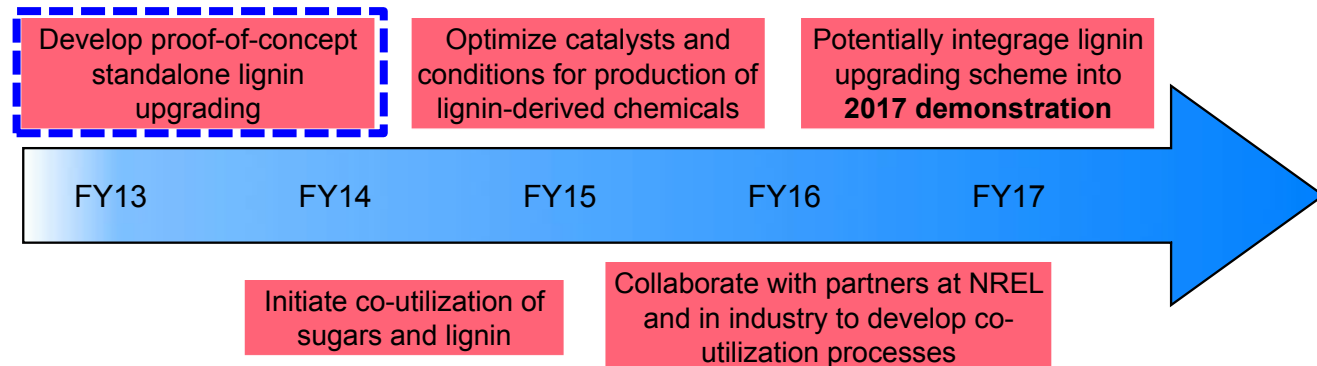 Develop proof-of-concept
standalone lignin
upgrading
Optimize catalysts and
conditions for production of
lignin-derived chemicals
Potentially integrage lignin
upgrading scheme into
2017 demonstration
FY13
FY14
FY15
FY16
FY17
Initiate co-utilization of
sugars and lignin
Collaborate with partners at NREL
and in industry to develop co-
utilization processes